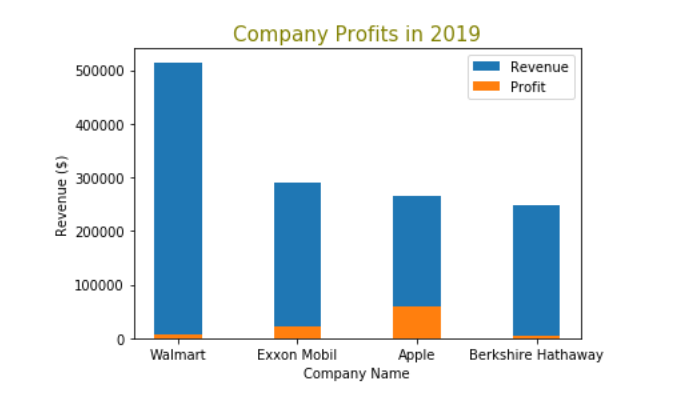 Company Profits in 2019
Revenue
Profit
Revenue ($)
500000
400000
300000
200000
100000
0
Walmart Exxon Mobil Apple Berkshire Hathaway
Company Name